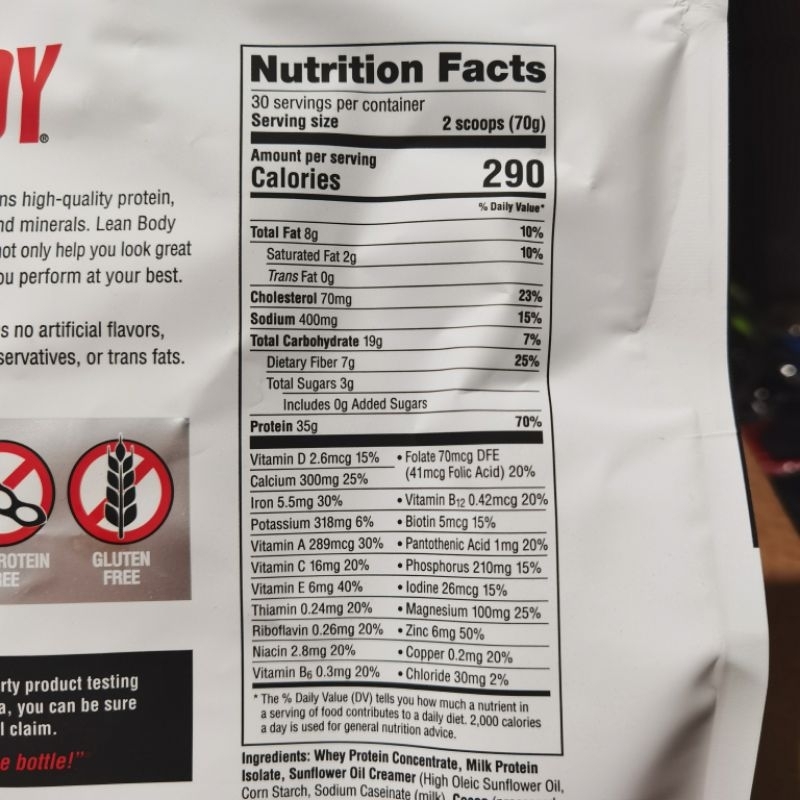 DY®
ns high-quality protein,
nd minerals. Lean Body
not only help you look great
ou perform at your best.
s no artificial flavors,
servatives, or trans fats.
ROTEIN
EE
GLUTEN
FREE
rty product testing
a, you can be sure
l claim.
e bottle!”
Nutrition Facts
30 servings per container
Serving size 2 scoops (70g)
Amount per serving
Calories 290
% Daily Value*
Total Fat 8g 10%
Saturated Fat 2g 10%
Trans Fat 0g
Cholesterol 70mg 23%
Sodium 400mg 15%
Total Carbohydrate 19g 7%
Dietary Fiber 7g 25%
Total Sugars 3g
Includes 0g Added Sugars
Protein 35g 70%
Vitamin D 2.6mcg 15% • Folate 70mcg DFE
(41mcg Folic Acid) 20%
Calcium 300mg 25%
Iron 5.5mg 30% • Vitamin B12 0.42mcg 20%
Potassium 318mg 6% • Biotin 5mcg 15%
Vitamin A 289mcg 30% • Pantothenic Acid 1mg 20%
Vitamin C 16mg 20% • Phosphorus 210mg 15%
Vitamin E 6mg 40% • Iodine 26mcg 15%
Thiamin 0.24mg 20% • Magnesium 100mg 25%
Riboflavin 0.26mg 20% • Zinc 6mg 50%
Niacin 2.8mg 20% • Copper 0.2mg 20%
Vitamin B6 0.3mg 20% • Chloride 30mg 2%
* The % Daily Value (DV) tells you how much a nutrient in
a serving of food contributes to a daily diet. 2,000 calories
a day is used for general nutrition advice.
Ingredients: Whey Protein Concentrate, Milk Protein
Isolate, Sunflower Oil Creamer (High Oleic Sunflower Oil,
Corn Starch, Sodium Caseinate (milk),